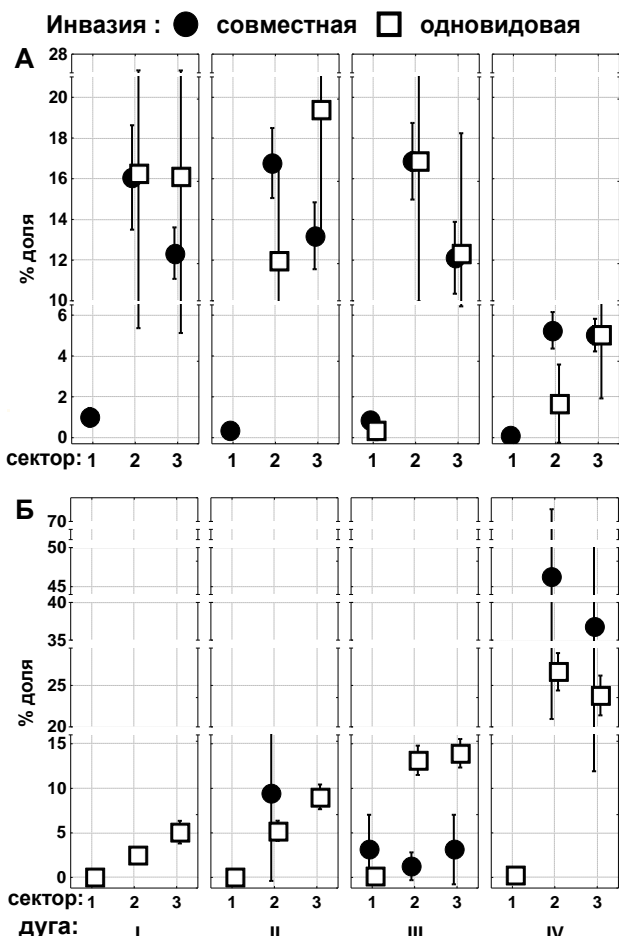 Инвазия : совместная одновидовая
А
28
20
18
16
14
12
10
6
4
2
0
% доля
сектор: 1 2 3 1 2 3 1 2 3 1 2 3
Б
70
50
45
40
35
25
20
15
10
5
0
% доля
сектор: 1 2 3 1 2 3 1 2 3 1 2 3
дуга: I II III IV